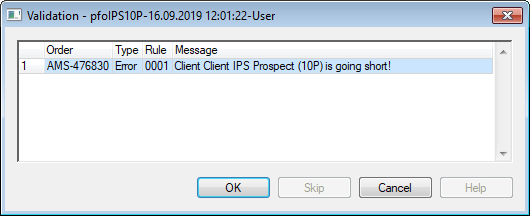 Validation - pfoIPS10P-16.09.2019 12:01:22-User
Order Type Rule Message
1 AMS-476830 Error 0001 Client Client IPS Prospect (10P) is going short!
OK Skip Cancel Help